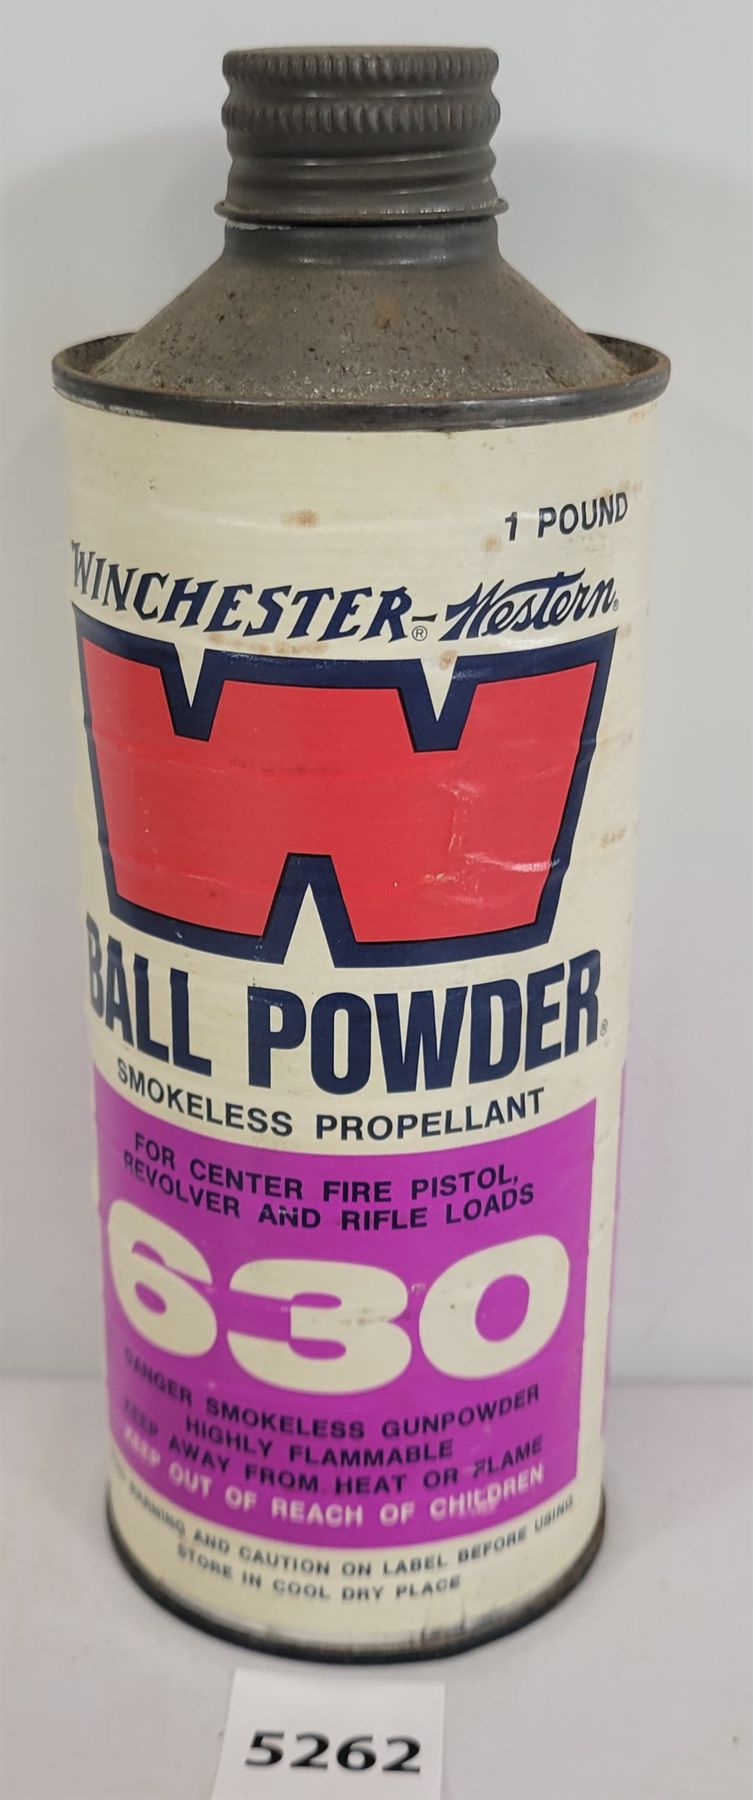 1 POUND
WINCHESTER®-Western®
W
BALL POWDER®
SMOKELESS PROPELLANT
FOR CENTER FIRE PISTOL,
REVOLVER AND RIFLE LOADS
630
DANGER SMOKELESS GUNPOWDER
HIGHLY FLAMMABLE
KEEP AWAY FROM HEAT OR FLAME
KEEP OUT OF REACH OF CHILDREN
WARNING AND CAUTION ON LABEL BEFORE USING
STORE IN COOL DRY PLACE
5262